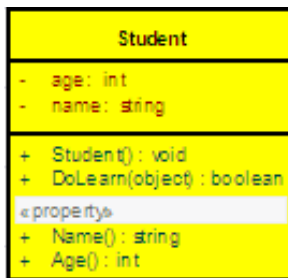 Student
- age: int
- name: string
+ Student() : void
+ DoLearn(object) : boolean
«property»
+ Name() : string
+ Age() : int